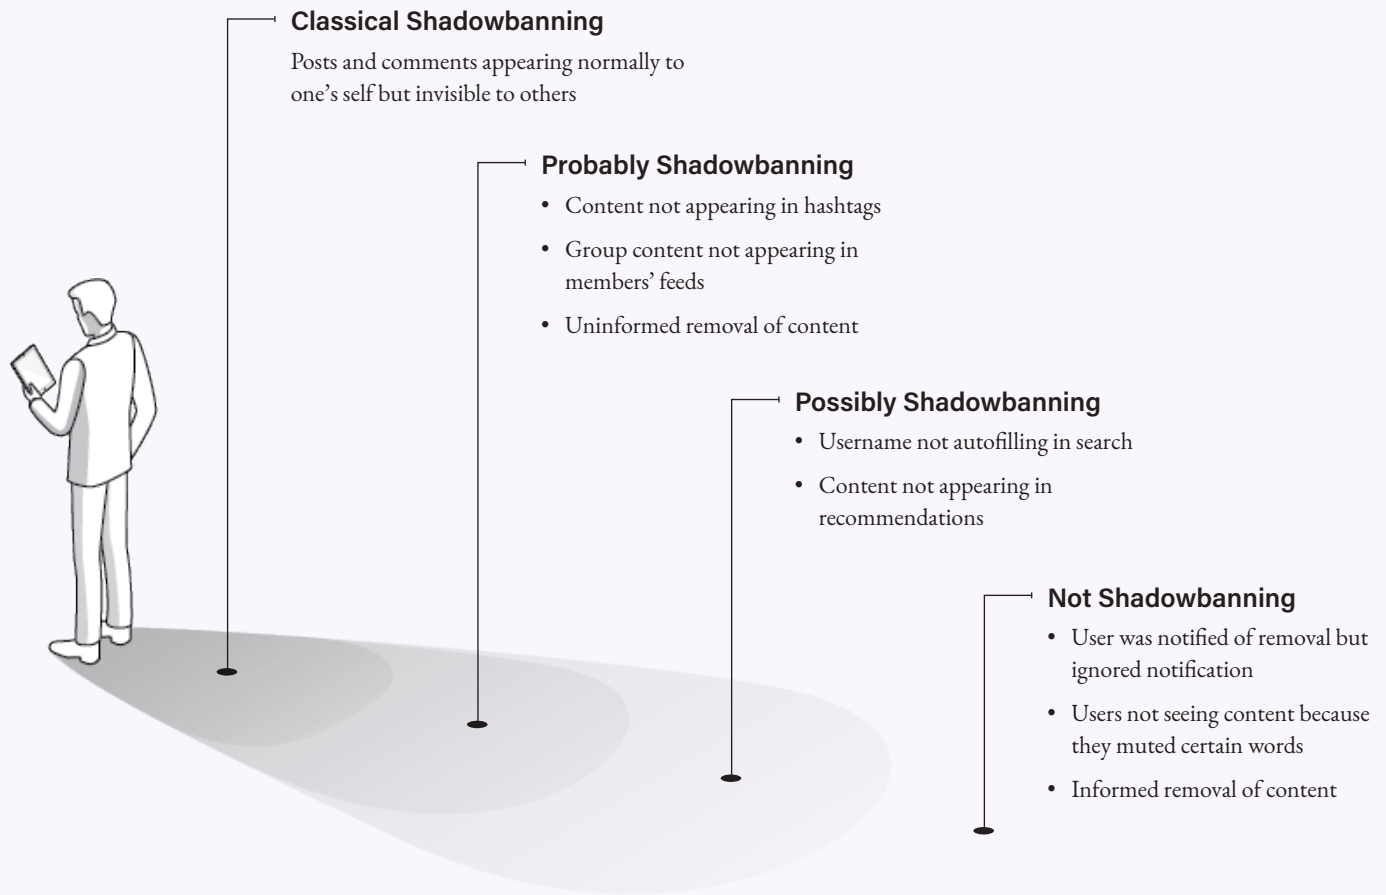 Classical Shadowbanning
Posts and comments appearing normally to
one’s self but invisible to others
Probably Shadowbanning
• Content not appearing in hashtags
• Group content not appearing in
members’ feeds
• Uninformed removal of content
Possibly Shadowbanning
• Username not autofilling in search
• Content not appearing in
recommendations
Not Shadowbanning
• User was notified of removal but
ignored notification
• Users not seeing content because
they muted certain words
• Informed removal of content